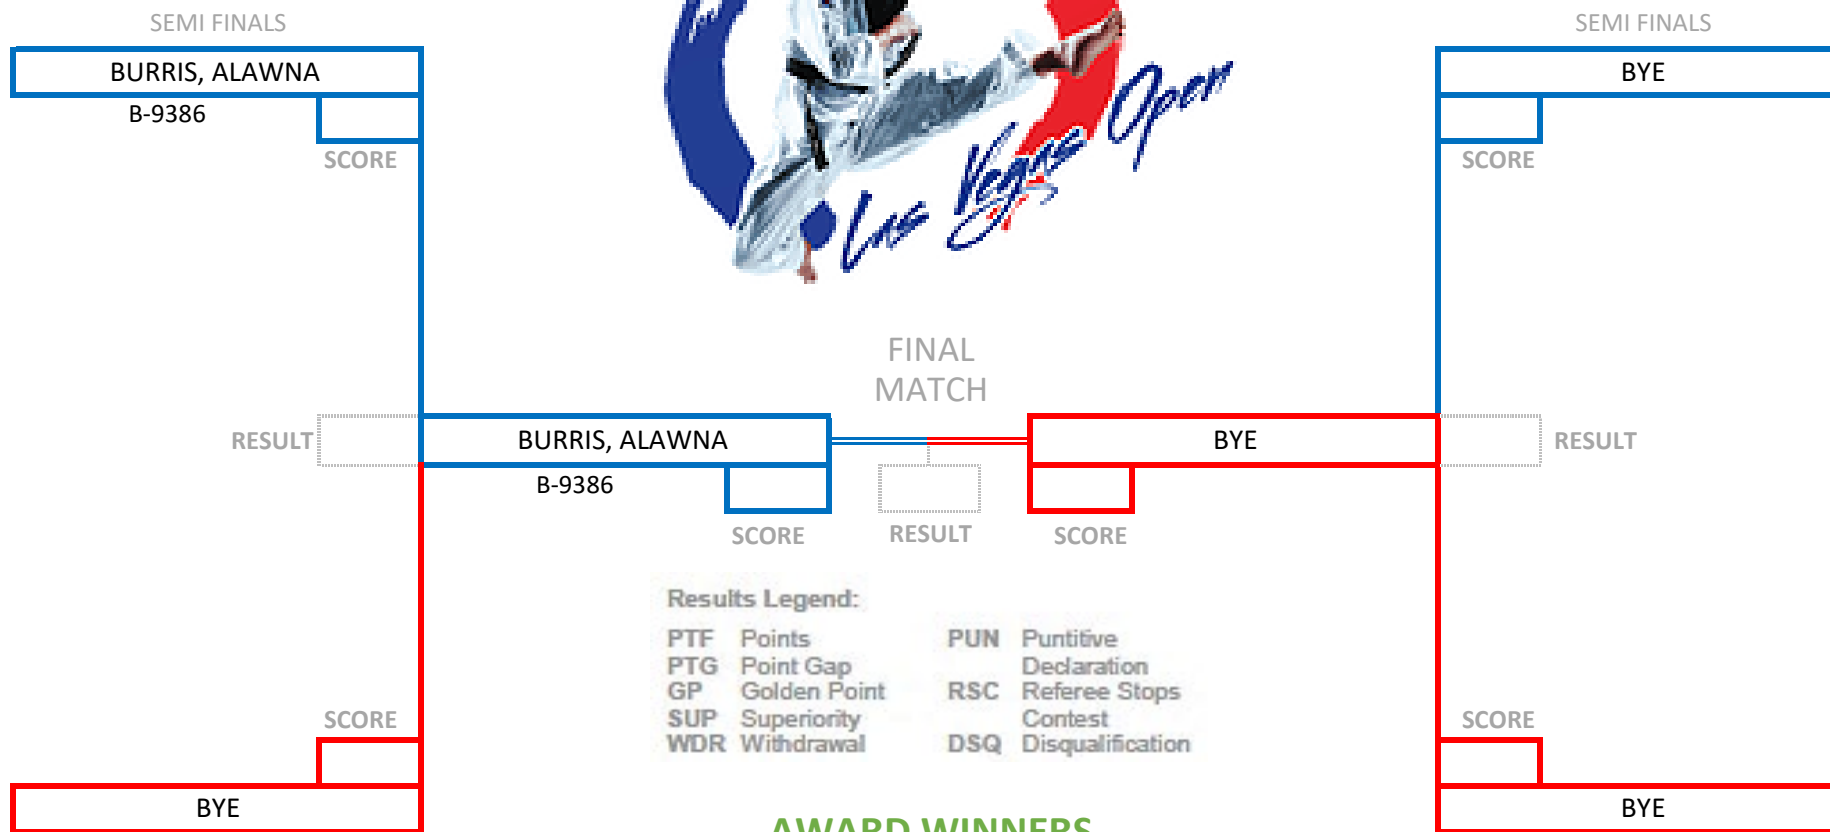 SEMI FINALS
SEMI FINALS
BURRIS, ALAWNA
BYE
B-9386
SCORE
SCORE
Las Vegas Open
FINAL
MATCH
RESULT
BURRIS, ALAWNA
BYE
RESULT
B-9386
SCORE
RESULT
SCORE
Results Legend:
PTF Points
PTG Point Gap
GP Golden Point
SUP Superiority
WDR Withdrawal
PUN Puntitive
Declaration
RSC Referee Stops
Contest
DSQ Disqualification
SCORE
SCORE
BYE
BYE
AWARD WINNERS